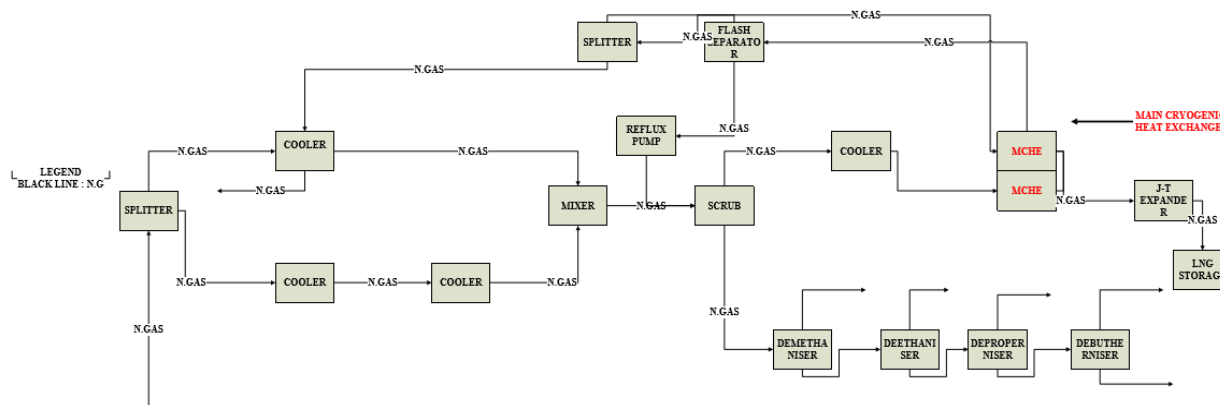 N.GAS
SPLITTER
N.GAS
FLASH
SEPARATO
R
N.GAS
N.GAS
REFLUX
PUMP
N.GAS
MAIN CRYOGENIC
HEAT EXCHANGE
COOLER
N.GAS
N.GAS
N.GAS
COOLER
MCHE
LEGEND
BLACK LINE : N.G
N.GAS
MCHE
SPLITTER
MIXER
N.GAS
SCRUB
N.GAS
J-T
EXPANDE
R
N.GAS
N.GAS
COOLER
N.GAS
COOLER
N.GAS
LNG
STORAG
N.GAS
N.GAS
DEMETHA
NISER
DEETHANI
SER
DEPROPER
NISER
DEBUTHE
RNISER